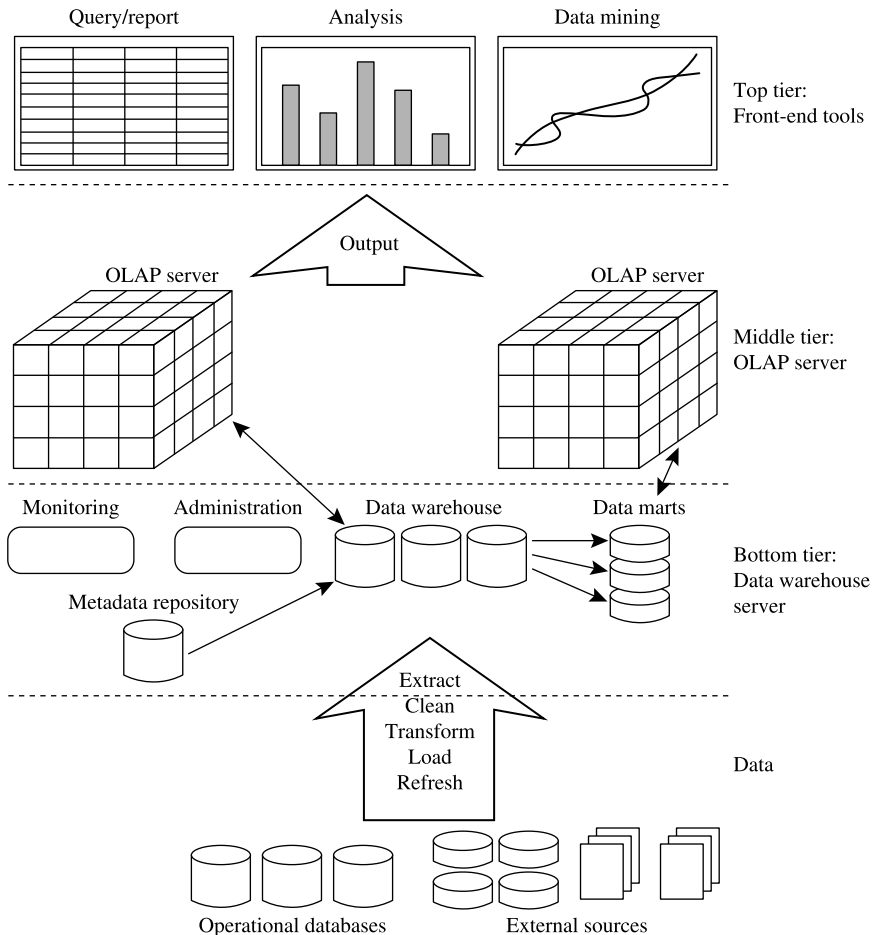 Query/report
Analysis
Data mining
Top tier:
Front-end tools
Output
OLAP server
OLAP server
Middle tier:
OLAP server
Monitoring
Administration
Data warehouse
Data marts
Bottom tier:
Data warehouse
server
Metadata repository
Extract
Clean
Transform
Load
Refresh
Data
Operational databases
External sources